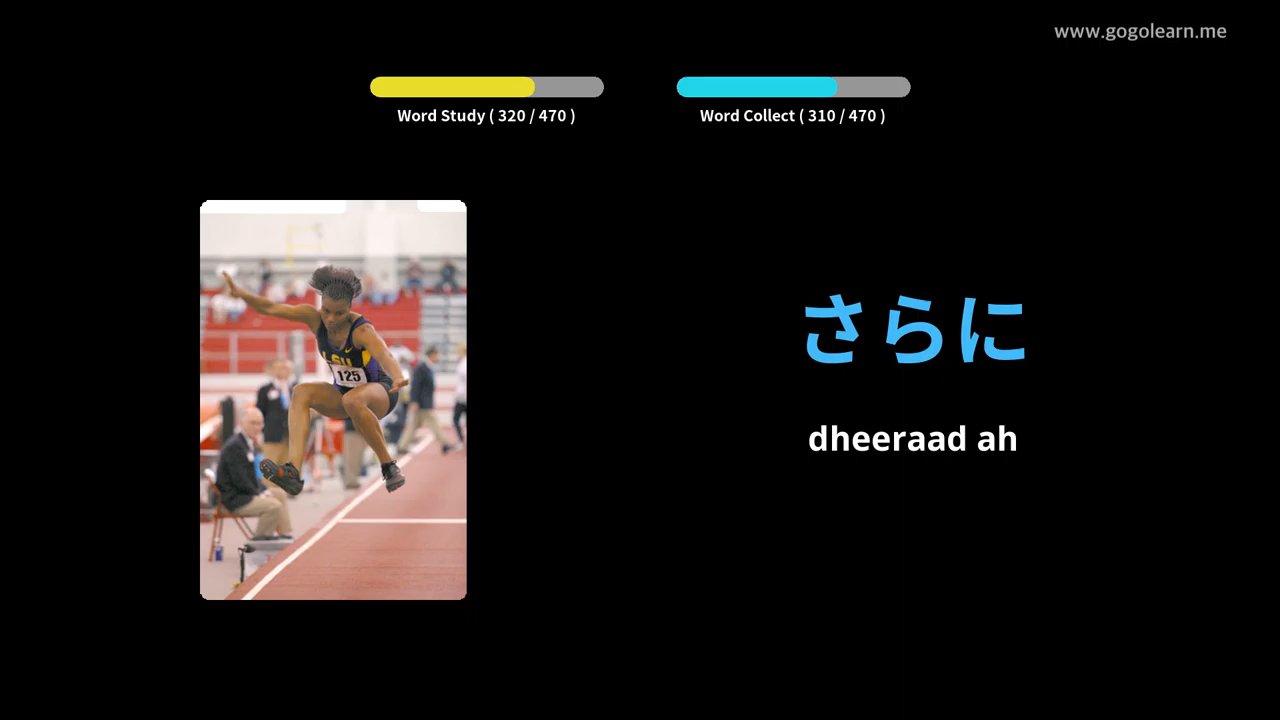 www.gogolearn.me
Word Study ( 320 / 470 )
Word Collect ( 310 / 470 )
LSU
125
さらに
dheeraad ah